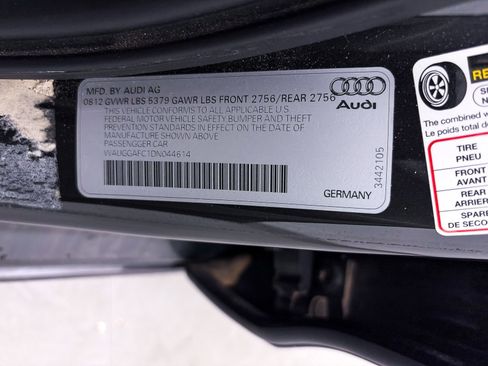 MFD. BY AUDI AG
0812 GVWR LBS 5379 GAWR LBS FRONT 2756/REAR 2756
THIS VEHICLE CONFORMS TO ALL APPLICABLE U.S.
FEDERAL MOTOR VEHICLE SAFETY, BUMPER AND THEFT
PREVENTION STANDARDS IN EFFECT ON THE DATE OF
MANUFACTURE SHOWN ABOVE
PASSENGGER CAR
WAUGGAFC1DN044614
Audi
GERMANY
3442105
The combined w
Le poids total d
TIRE
PNEU
FRONT
AVANT
REAR
ARRIER
SPARE
DE SECO